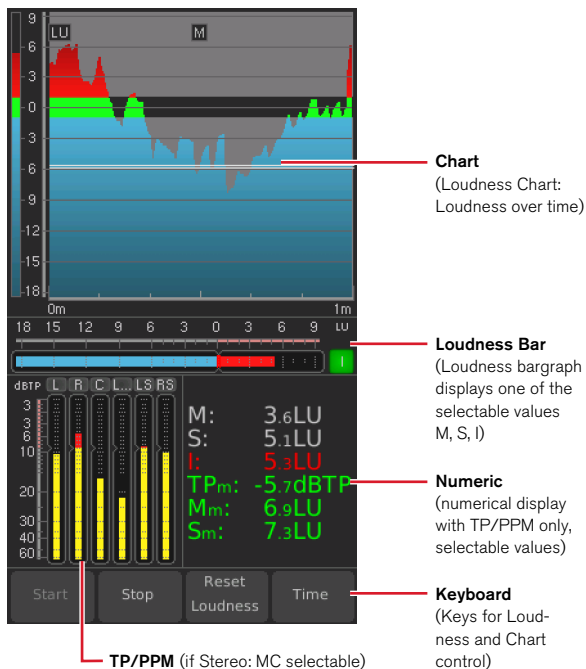 9
LU M
6
3
0
3
6
9
12
15
18
0m 1m
18 15 12 9 6 3 0 3 6 9 LU
I
dBTP L R C L... LS RS
3
3
6
10
20
30
40
60
M: 3.6LU
S: 5.1LU
I: 5.3LU
TPm: -5.7dBTP
Mm: 6.9LU
Sm: 7.3LU
Start Stop Reset Loudness Time
Chart
(Loudness Chart:
Loudness over time)
Loudness Bar
(Loudness bargraph
displays one of the
selectable values
M, S, I)
Numeric
(numerical display
with TP/PPM only,
selectable values)
Keyboard
(Keys for Loud-
ness and Chart
control)
TP/PPM (if Stereo: MC selectable)